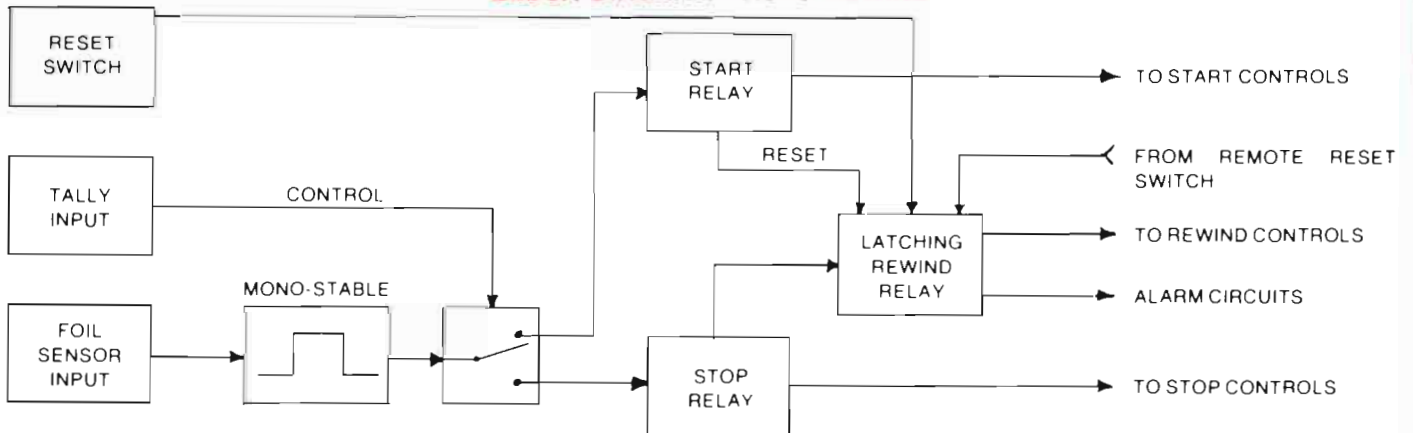 RESET
SWITCH
START
RELAY
TO START CONTROLS
RESET
FROM REMOTE RESET
SWITCH
TALLY
INPUT
CONTROL
LATCHING
REWIND
RELAY
TO REWIND CONTROLS
ALARM CIRCUITS
MONO-STABLE
FOIL
SENSOR
INPUT
STOP
RELAY
TO STOP CONTROLS